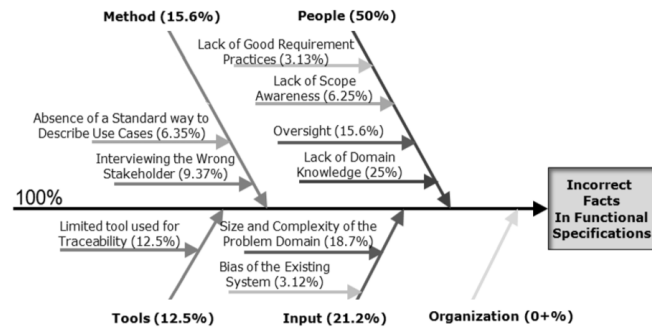 Method (15.6%)
People (50%)
Lack of Good Requirement
Practices (3.13%)
Lack of Scope
Awareness (6.25%)
Absence of a Standard way to
Describe Use Cases (6.35%)
Oversight (15.6%)
Interviewing the Wrong
Stakeholder (9.37%)
Lack of Domain
Knowledge (25%)
100%
Incorrect
Facts
In Functional
Specifications
Limited tool used for
Traceability (12.5%)
Size and Complexity of the
Problem Domain (18.7%)
Bias of the Existing
System (3.12%)
Tools (12.5%)
Input (21.2%)
Organization (0+%)